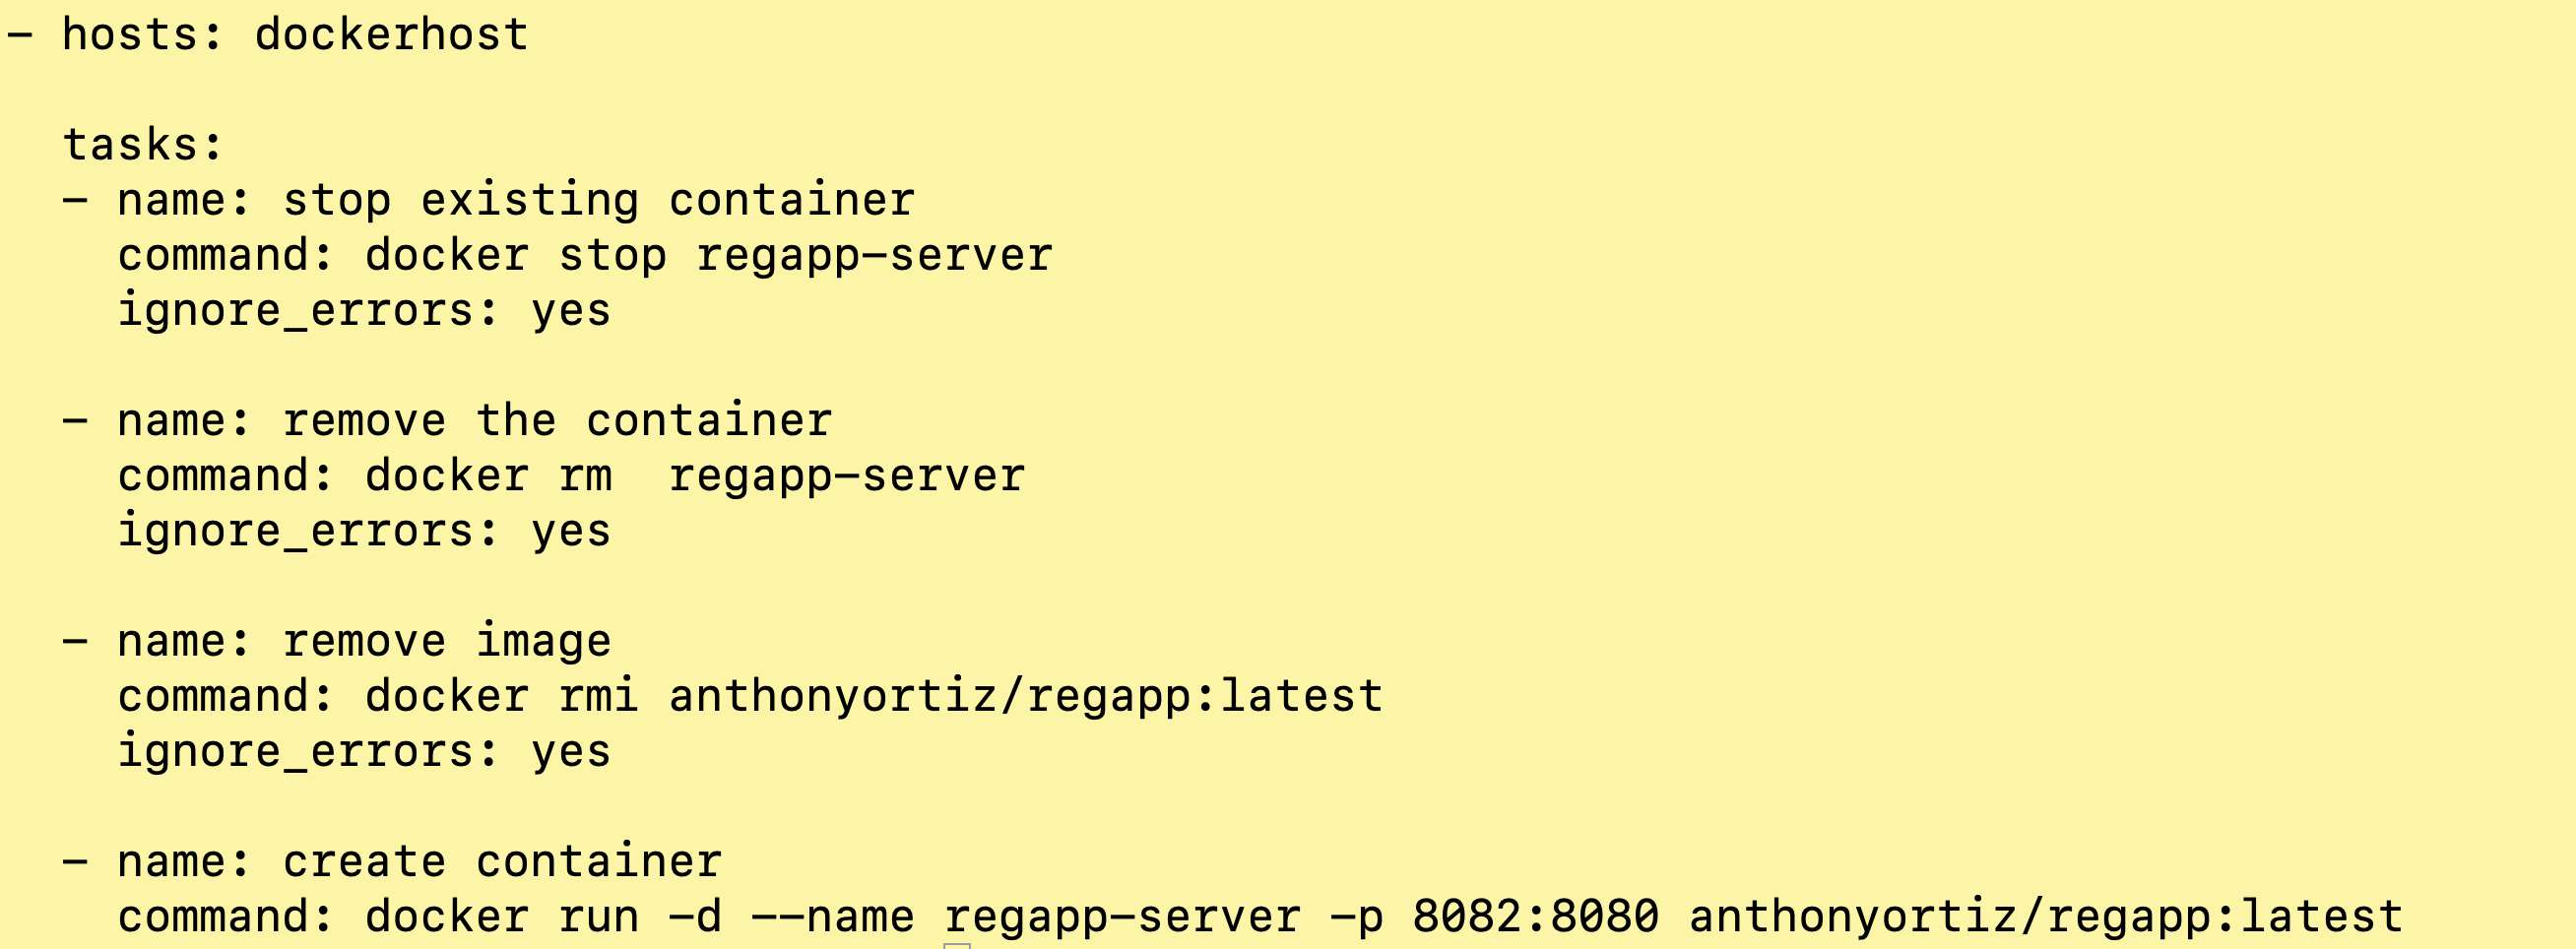 - hosts: dockerhost

  tasks:
  - name: stop existing container
    command: docker stop regapp-server
    ignore_errors: yes

  - name: remove the container
    command: docker rm  regapp-server
    ignore_errors: yes

  - name: remove image
    command: docker rmi anthonyortiz/regapp:latest
    ignore_errors: yes

  - name: create container
    command: docker run -d --name regapp-server -p 8082:8080 anthonyortiz/regapp:latest